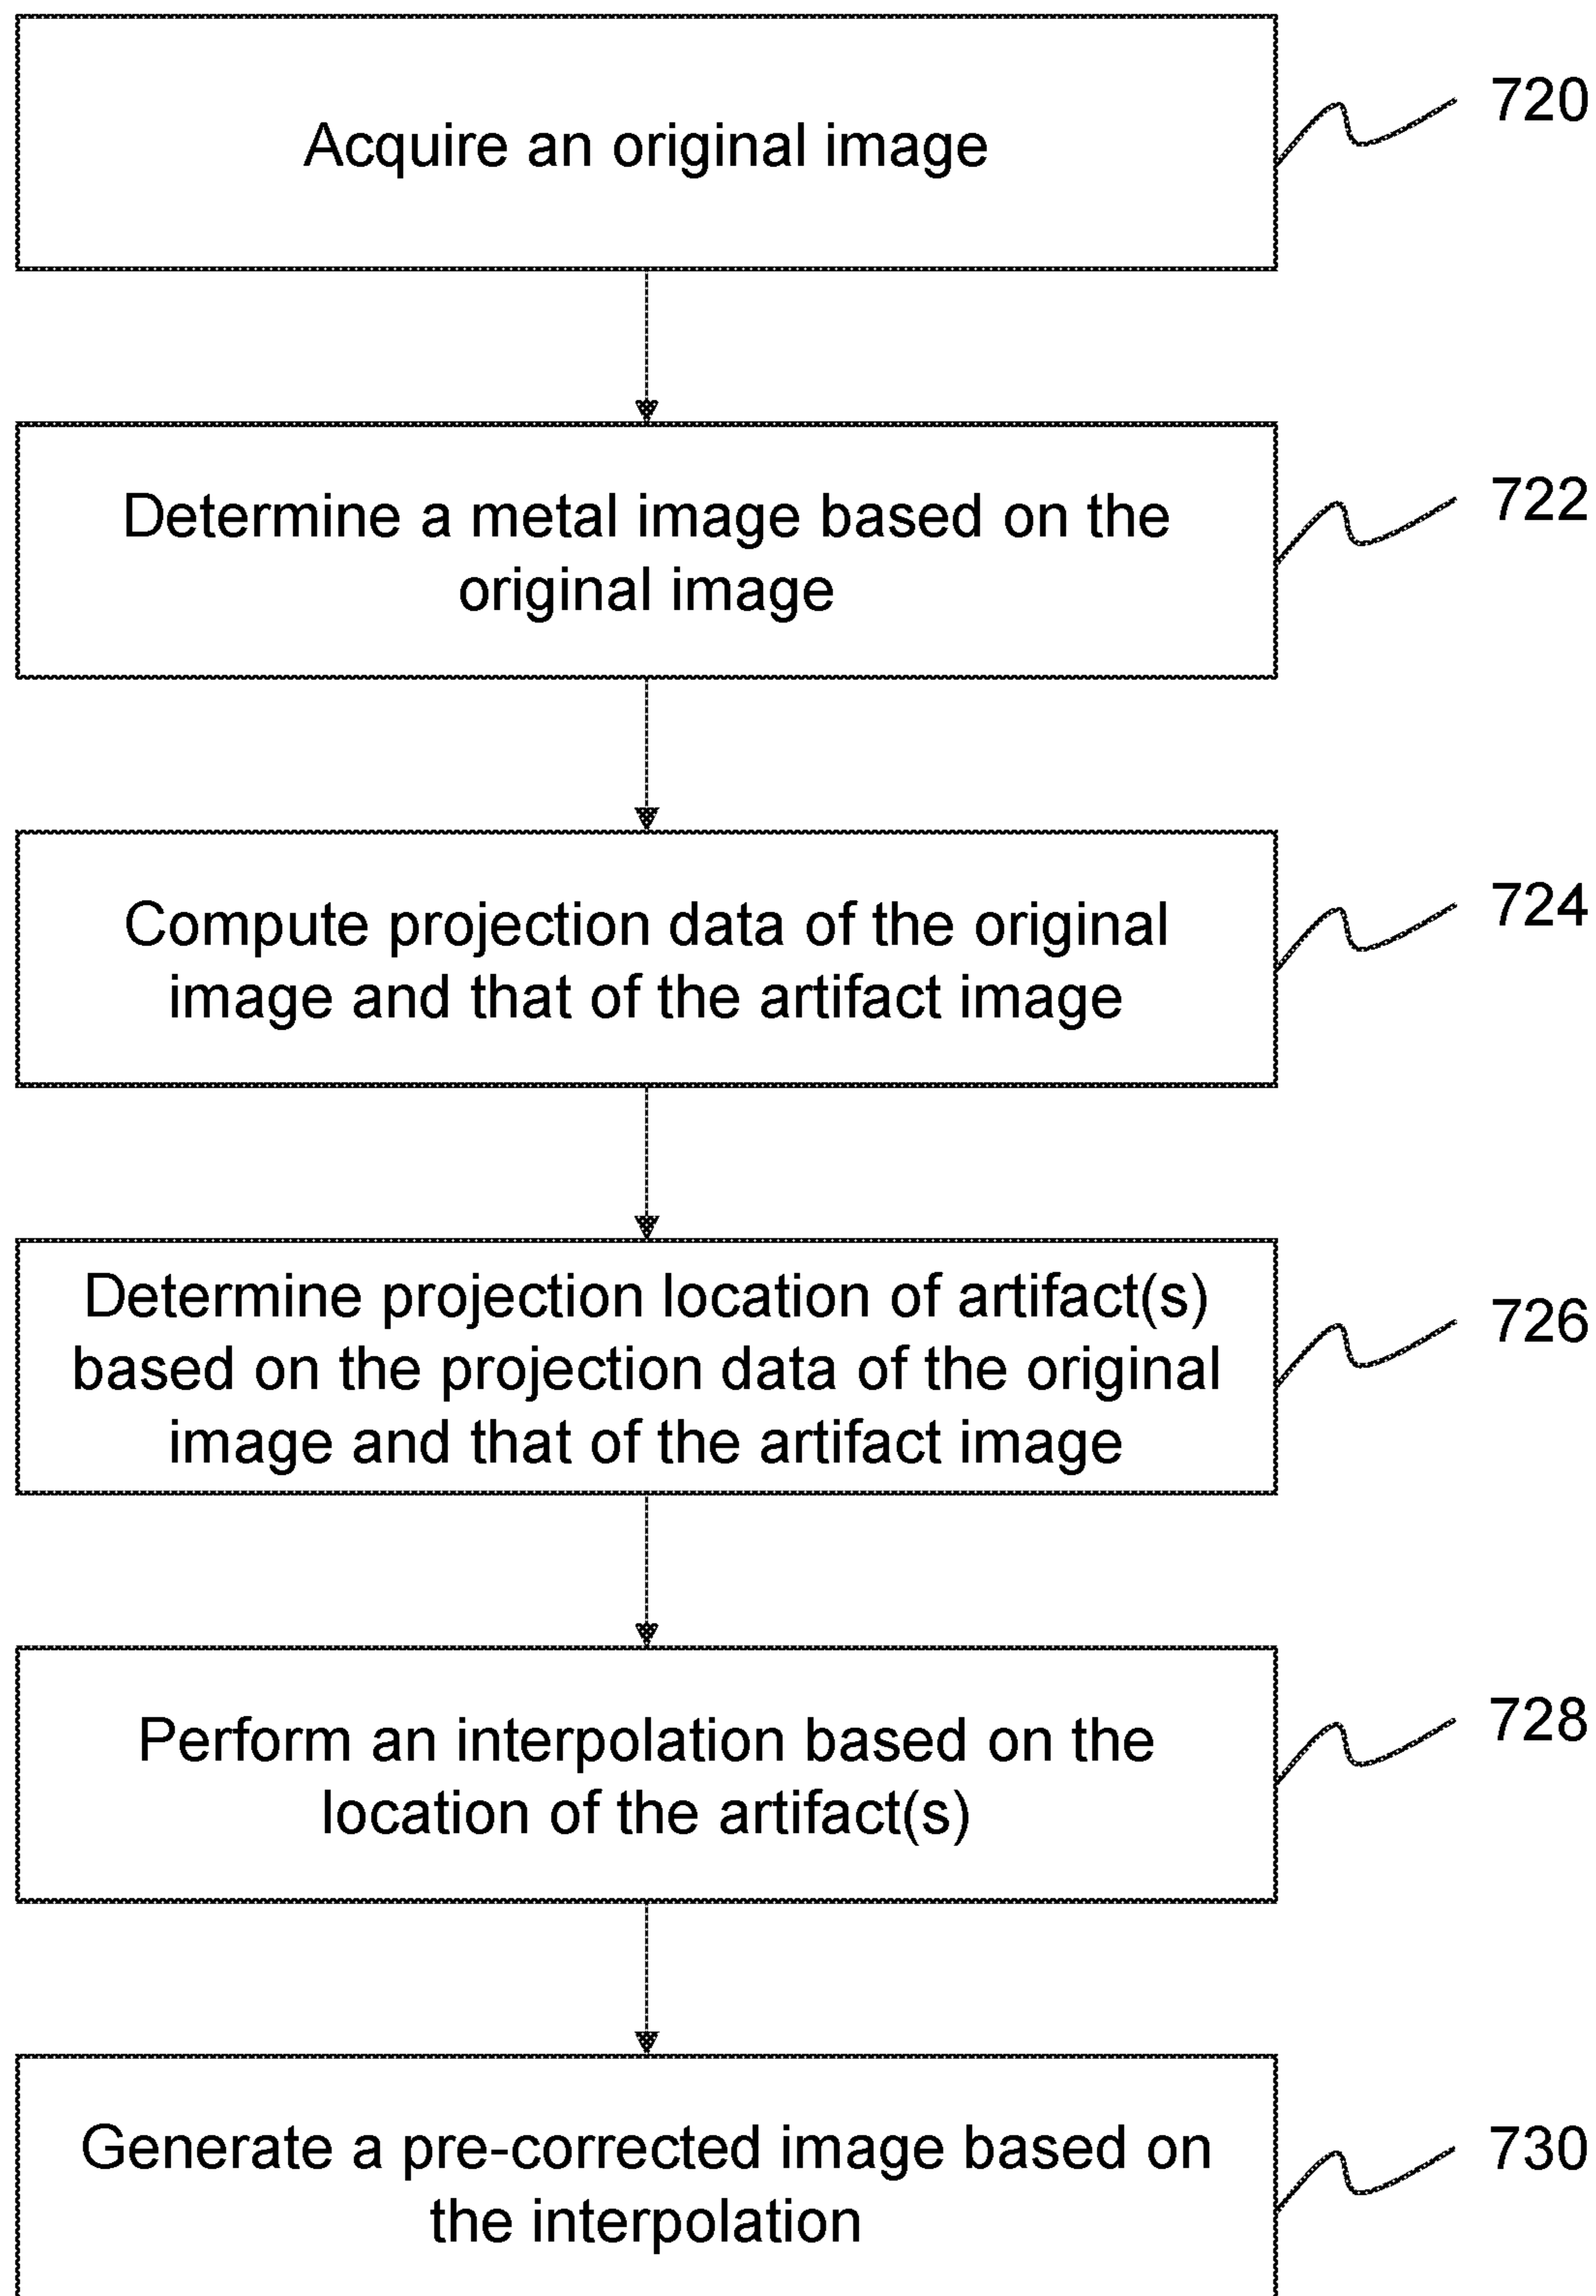 Acquire an original image
720
Determine a metal image based on the
original image
722
Compute projection data of the original
image and that of the artifact image
724
Determine projection location of artifact(s)
based on the projection data of the original
image and that of the artifact image
726
Perform an interpolation based on the
location of the artifact(s)
728
Generate a pre-corrected image based on
the interpolation
730